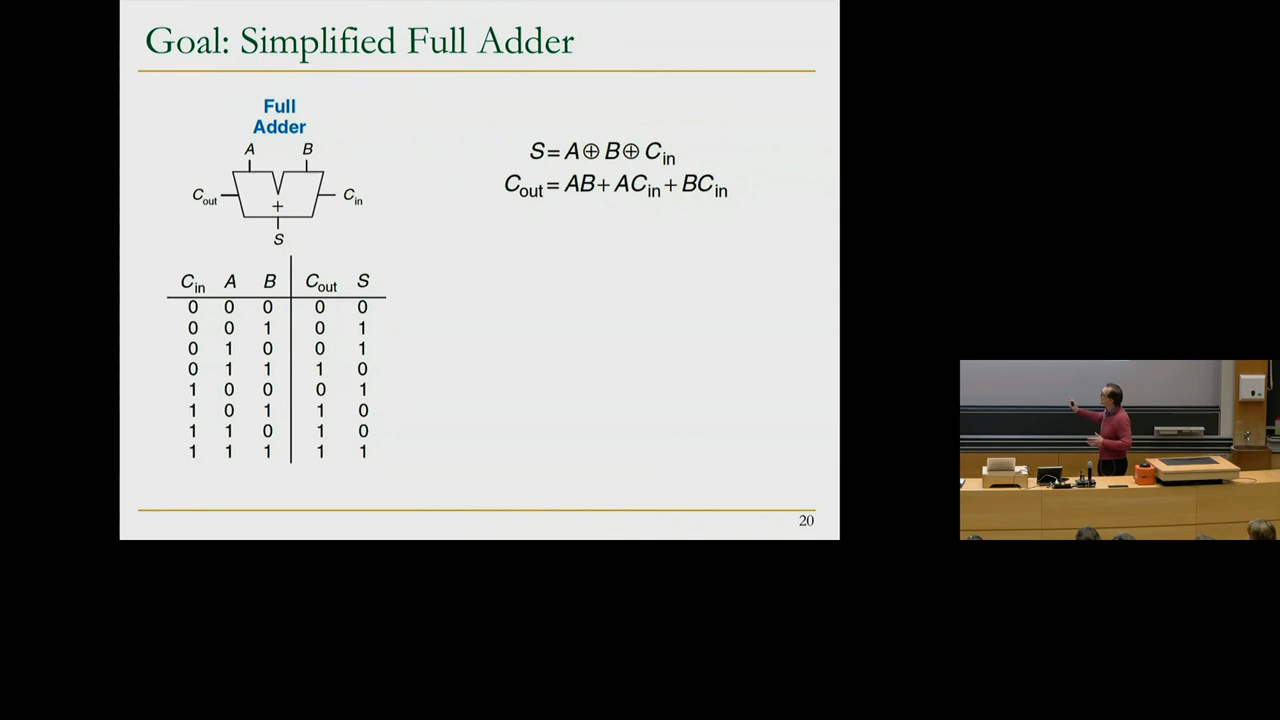 Goal: Simplified Full Adder
Full
Adder
A B
Cout Cin
+
S
S = A ⊕ B ⊕ Cin
Cout = AB + ACin + BCin
Cin A B Cout S
0 0 0 0 0
0 0 1 0 1
0 1 0 0 1
0 1 1 1 0
1 0 0 0 1
1 0 1 1 0
1 1 0 1 0
1 1 1 1 1
20